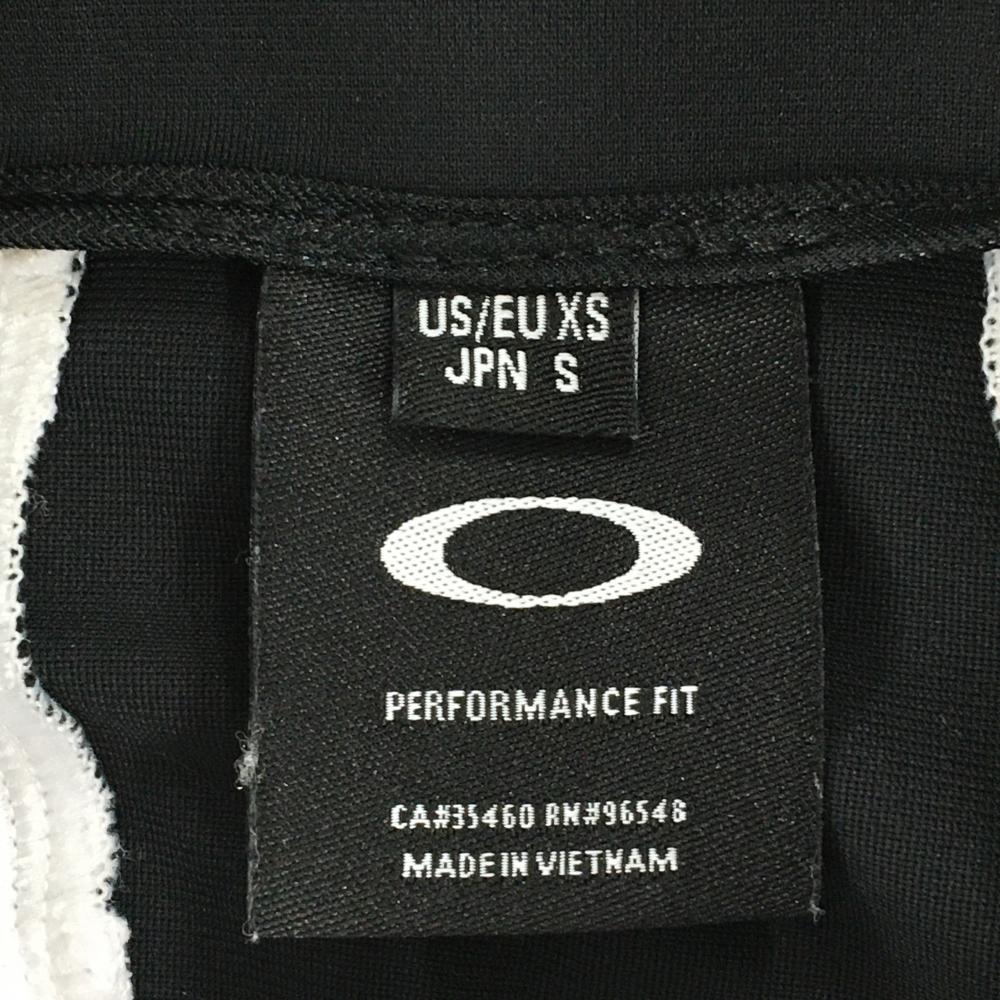 US/EU XS
JPN S
PERFORMANCE FIT
CA#35460 RN#96548
MADE IN VIETNAM